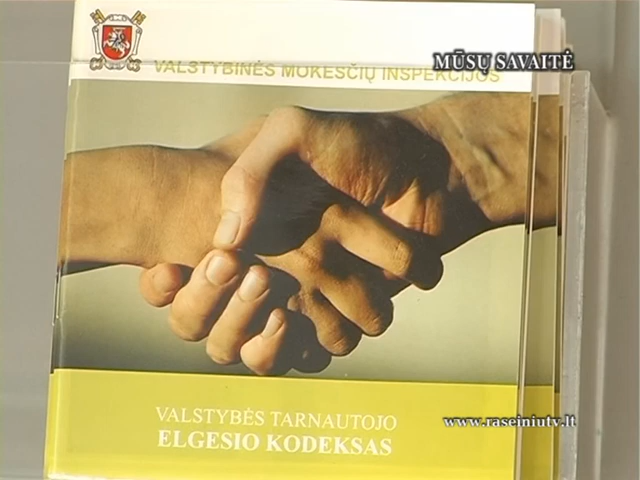 MŪSŲ SAVAITĖ
VALSTYBINĖS MOKESČIŲ INSPEKCIJOS
VALSTYBĖS TARNAUTOJO
ELGESIO KODEKSAS
www.raseiniutv.lt